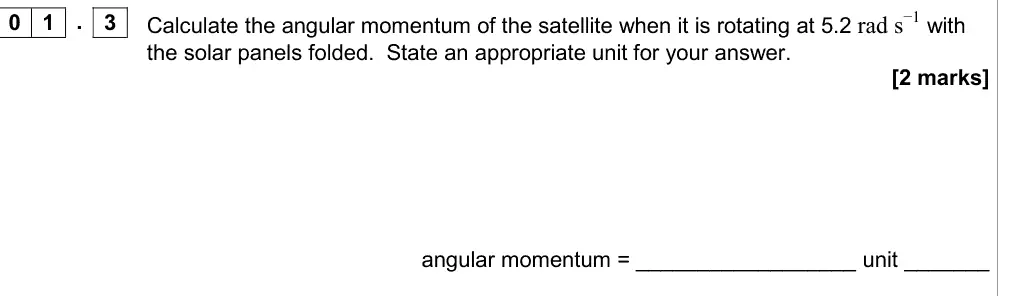 0 1 . 3 Calculate the angular momentum of the satellite when it is rotating at 5.2 rad s⁻¹ with
the solar panels folded. State an appropriate unit for your answer.
[2 marks]
angular momentum = ____________________ unit ________